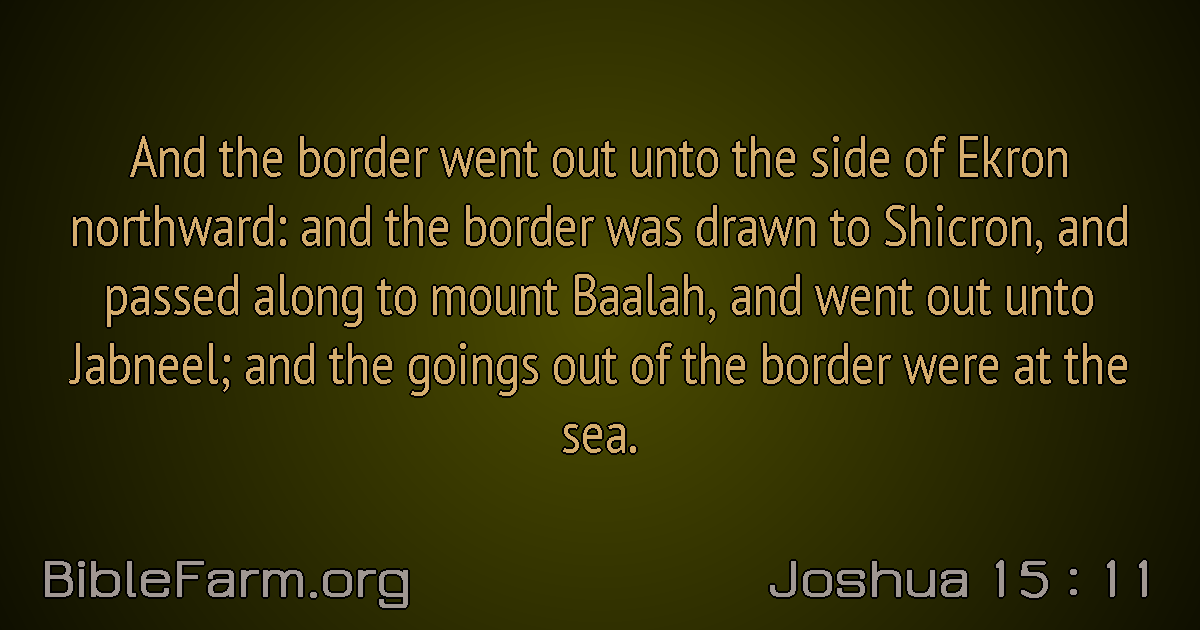 And the border went out unto the side of Ekron
northward: and the border was drawn to Shicron, and
passed along to mount Baalah, and went out unto
Jabneel; and the goings out of the border were at the
sea.
BibleFarm.org
Joshua 15 : 11